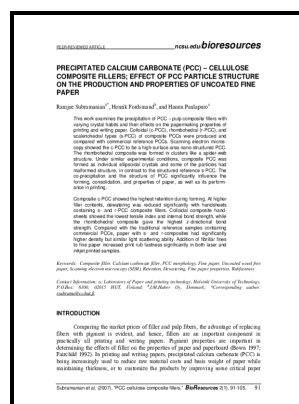 PEER-REVIEWED ARTICLE ncsu.edu/bioresources
PRECIPITATED CALCIUM CARBONATE (PCC) – CELLULOSE
COMPOSITE FILLERS; EFFECT OF PCC PARTICLE STRUCTURE
ON THE PRODUCTION AND PROPERTIES OF UNCOATED FINE
PAPER
Ramjee Subramanian, Henrik Fordsmand, and Hannu Paulapuro
This work examines the precipitation of PCC – pulp composite fillers with
varying crystal habits and their effects on the papermaking properties of
printing and writing paper. Colloidal (c-PCC), rhombohedral (r-PCC), and
scalenohedral (s-PCC) of composite PCCs were produced and
compared with commercial reference PCCs. Scanning electron micros-
copy showed the c-PCC to be a high surface area nano structured PCC.
The rhombohedral composite was formed in clusters like a spider-web
structure. Under similar experimental conditions, composite PCC was
formed as individual ellipsoidal crystals and some of the particles had
malformed structure, in contrast to the structured reference s-PCC. The
co-precipitation and the structure of PCC significantly influence the
forming, consolidation, and properties of paper, as well as its perform-
ance in printing.
Composite c-PCC showed the highest retention during forming. At higher
filler contents, dewatering was reduced significantly with handsheets
containing s- and r-PCC composites. Colloidal composite hand-
sheets showed the lowest tensile index and internal bond strength, while
the rhombohedral composite gave the highest z-directional bond
strength. Compared with the traditional reference samples containing
commercial PCCs, paper with s- and r-composites had significantly
higher density but similar light scattering ability. Addition of fibrillar fines
to fine paper increased print rub fastness significantly in both laser and
inkjet printed samples.
Keywords: Composite filler, Calcium carbonate filler, PCC morphology, Fine paper, Uncoated wood free
paper, Scanning electron microscopy (SEM), Retention, Dewatering, Fine paper properties, Rubfastness
Contact information: a: Laboratory of Paper and printing technology, Helsinki University of Technology,
P.O.Box. 6300, 02015 HUT, Finland. J.M.Huber Oy, Denmark; *Corresponding author:
INTRODUCTION
Comparing the market prices of filler and pulp fibers, the advantage of replacing
fibers with pigment is evident, and hence, fillers are an important component in
practically all printing and writing papers. Pigment properties are important in
determining the effects of filler on the properties of paper and paperboard (Bown 1997;
Fairchild 1992). In printing and writing papers, precipitated calcium carbonate (PCC) is
being increasingly used to reduce raw material costs and basis weight of paper while
maintaining thickness, or to customize the products by improving some critical paper
Subramanian et al. (2007). "PCC-cellulose composite fillers," BioResources 2(1), 91-105. 91